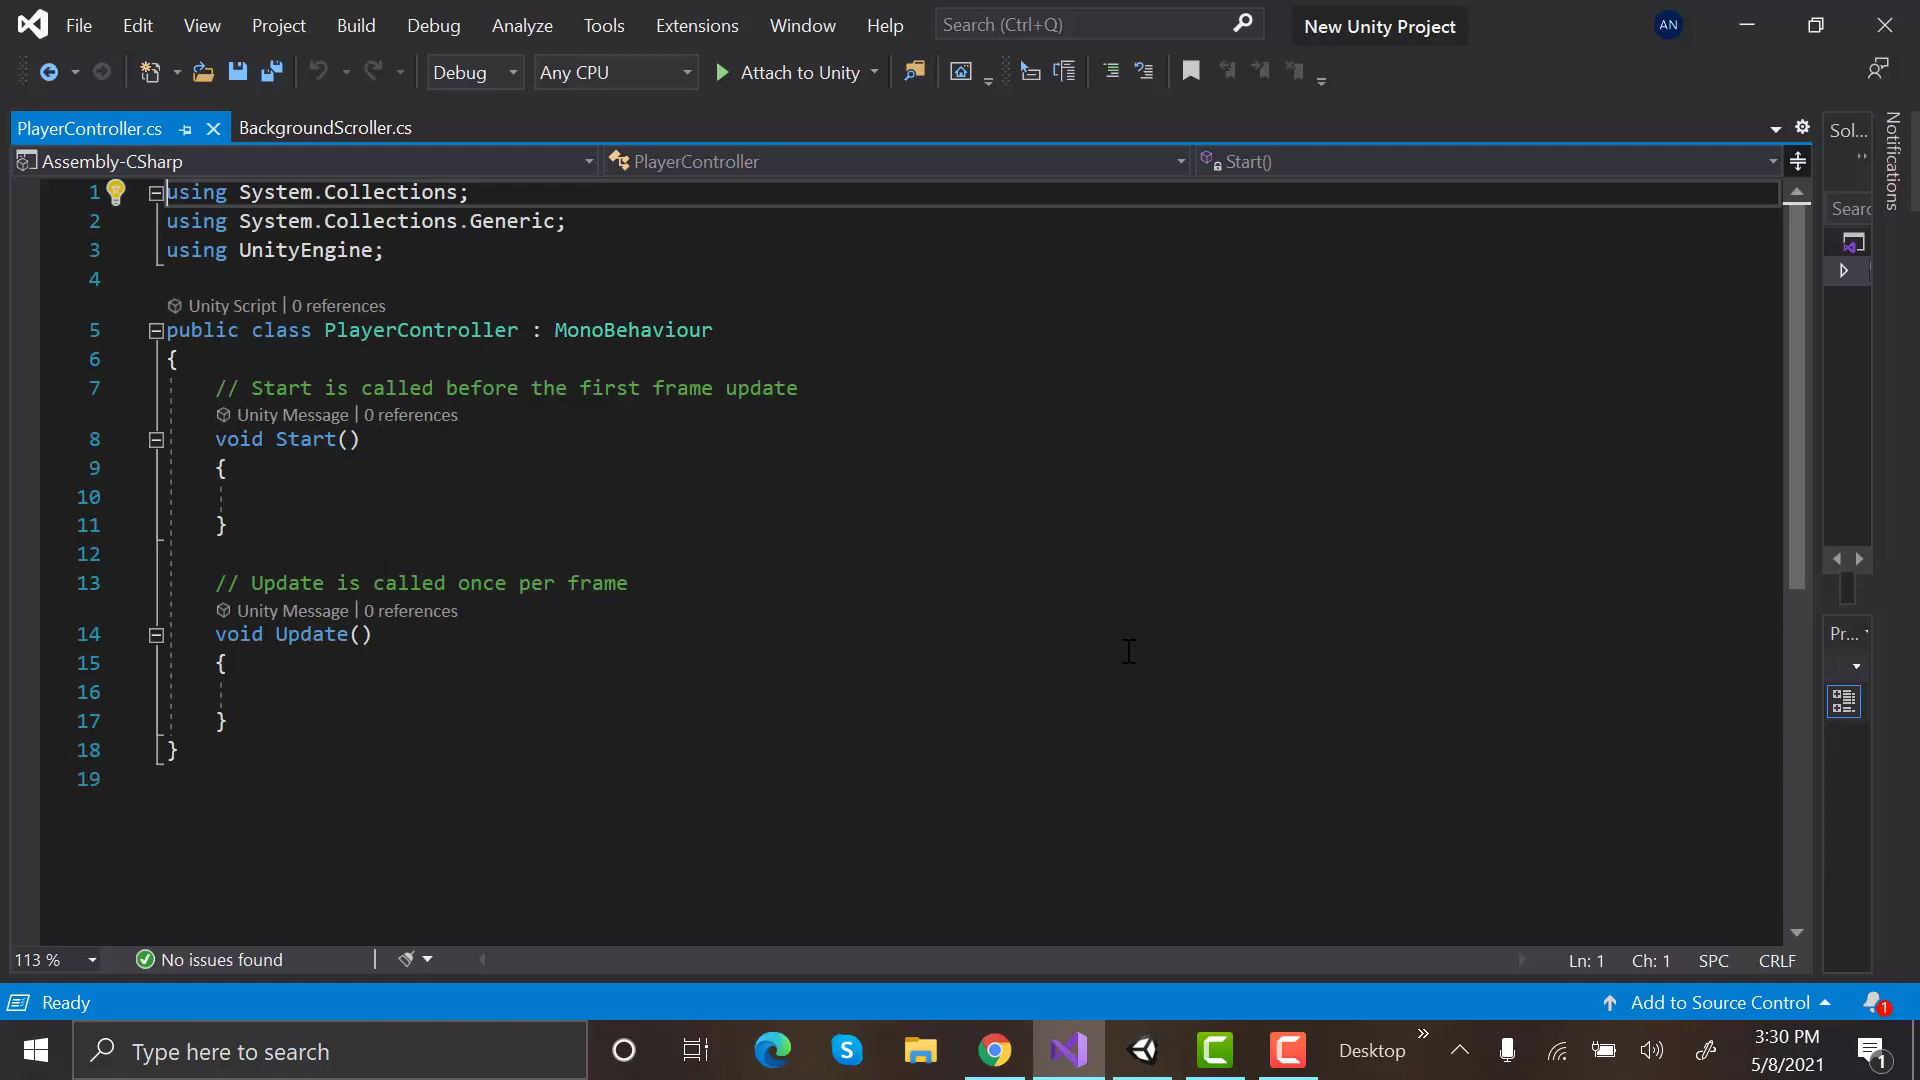 File Edit View Project Build Debug Analyze Tools Extensions Window Help Search (Ctrl+Q) New Unity Project AN
Debug Any CPU Attach to Unity
PlayerController.cs BackgroundScroller.cs
Sol...
Notifications
Assembly-CSharp PlayerController Start()
1 using System.Collections;
2 using System.Collections.Generic;
3 using UnityEngine;
4
Unity Script | 0 references
5 public class PlayerController : MonoBehaviour
6 {
7 // Start is called before the first frame update
Unity Message | 0 references
8 void Start()
9 {
10
11 }
12
13 // Update is called once per frame
Unity Message | 0 references
14 void Update()
15 {
16
17 }
18 }
19
Searc
Pr...
113 % No issues found Ln: 1 Ch: 1 SPC CRLF
Ready Add to Source Control 1
Type here to search Desktop 3:30 PM
5/8/2021 1